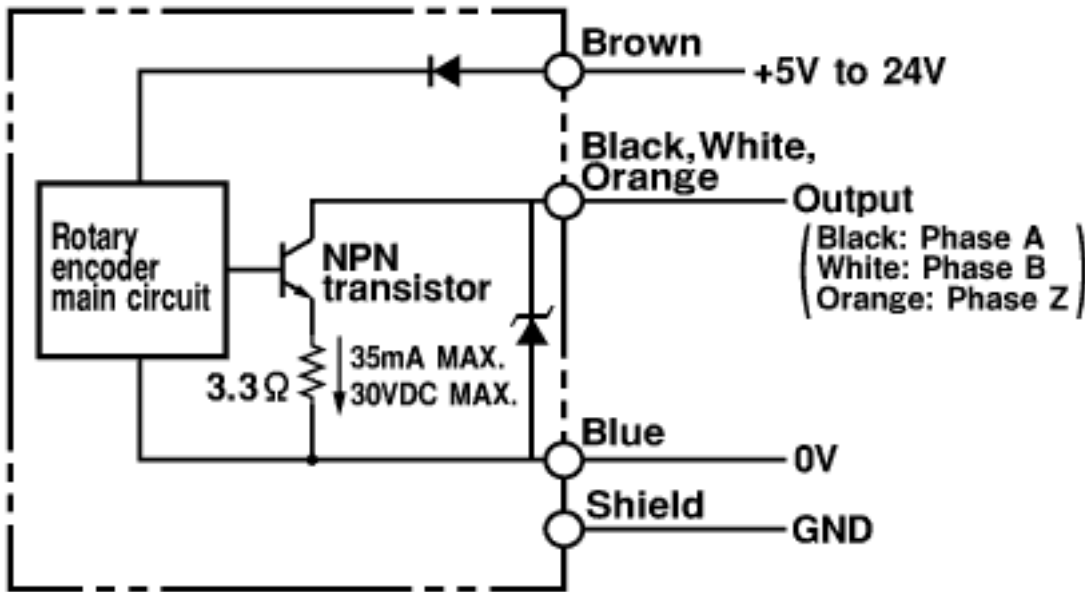 Brown
+5V to 24V
Black,White,
Orange
Output
(Black: Phase A
White: Phase B
Orange: Phase Z)
Rotary
encoder
main circuit
NPN
transistor
3.3Ω
35mA MAX.
30VDC MAX.
Blue
0V
Shield
GND